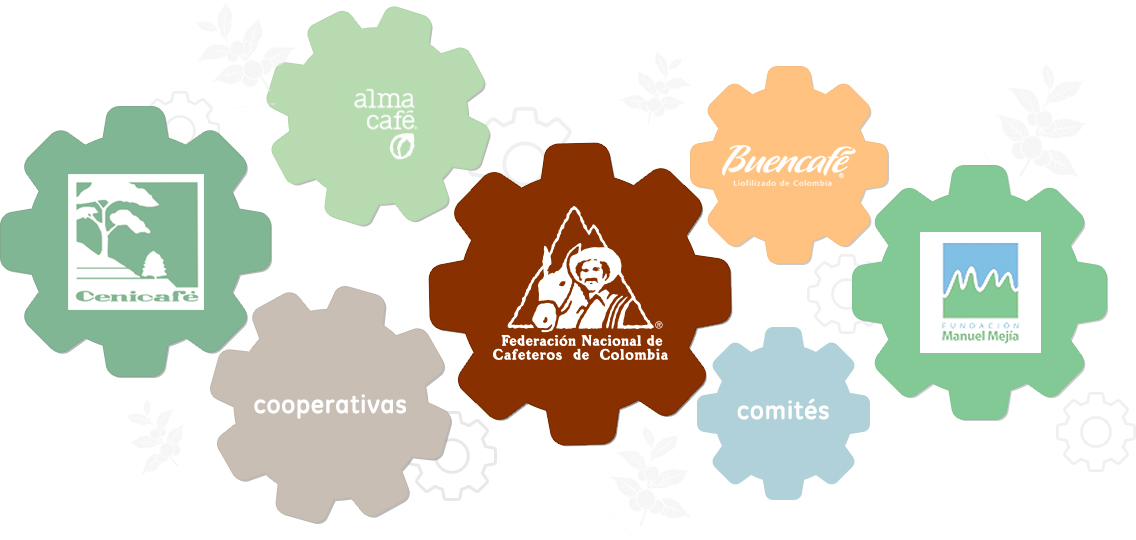 alma
café®
Buencafé®
Liofilizado de Colombia
Cenicafé
FUNDACIÓN
Manuel Mejía
®
Federación Nacional de
Cafeteros de Colombia
cooperativas
comités